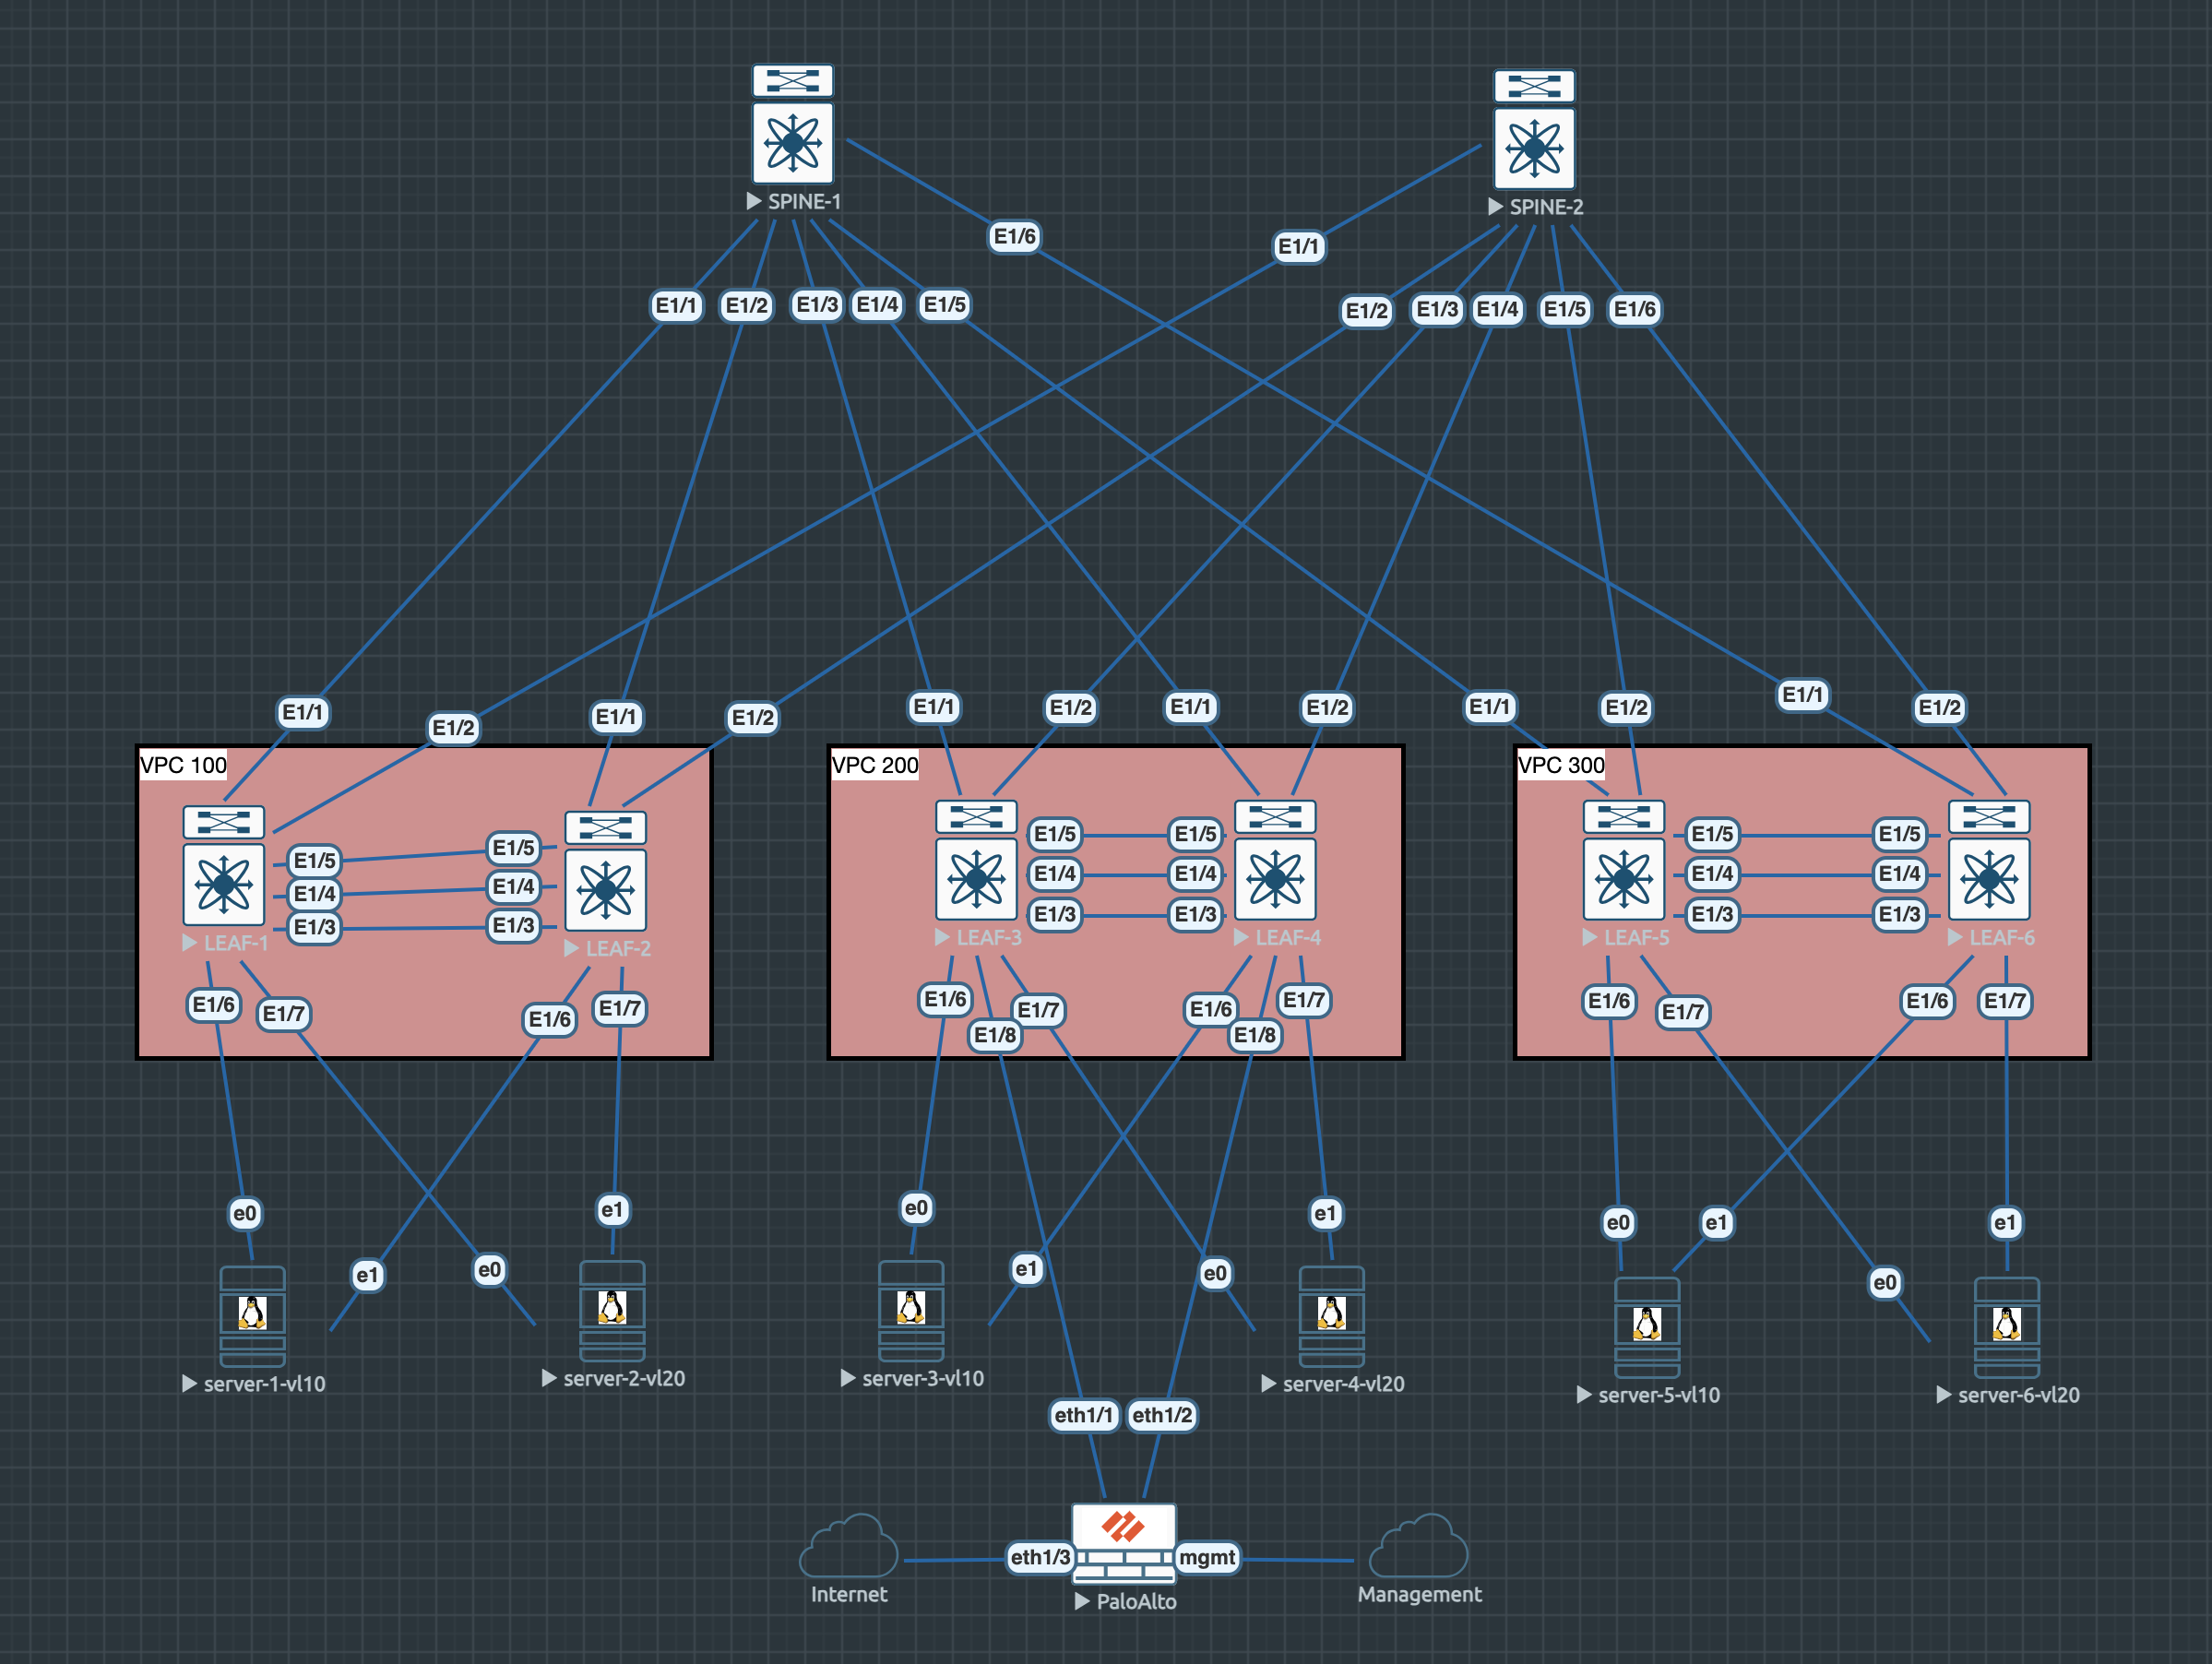 SPINE-1
SPINE-2
E1/6
E1/1
E1/1
E1/2
E1/3
E1/4
E1/5
E1/2
E1/3
E1/4
E1/5
E1/6
E1/1
E1/2
E1/1
E1/2
E1/1
E1/2
E1/1
E1/2
E1/1
E1/2
E1/1
E1/2
VPC 100
VPC 200
VPC 300
E1/5
E1/5
E1/4
E1/4
E1/3
E1/3
E1/5
E1/5
E1/4
E1/4
E1/3
E1/3
E1/5
E1/5
E1/4
E1/4
E1/3
E1/3
LEAF-1
LEAF-2
LEAF-3
LEAF-4
LEAF-5
LEAF-6
E1/6
E1/7
E1/6
E1/7
E1/6
E1/8
E1/7
E1/6
E1/8
E1/7
E1/6
E1/7
E1/6
E1/7
e0
e1
e0
e1
e0
e1
e0
e1
e0
e1
e0
e1
server-1-vl10
server-2-vl20
server-3-vl10
server-4-vl20
server-5-vl10
server-6-vl20
eth1/1
eth1/2
eth1/3
mgmt
Internet
PaloAlto
Management